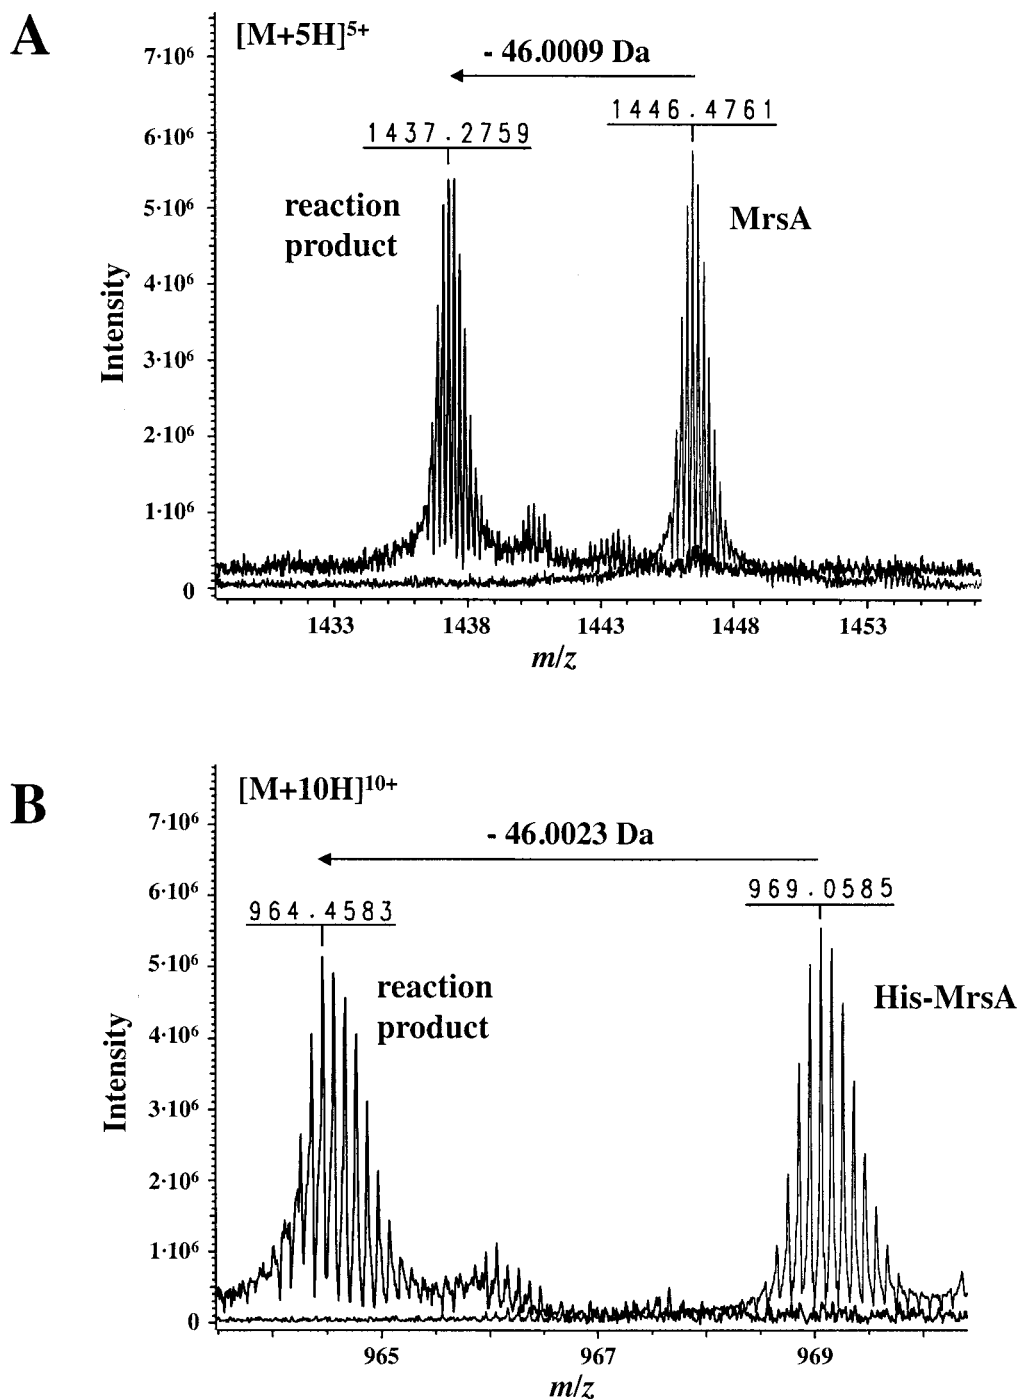 A
[M+5H]5+
- 46.0009 Da
1446.4761
1437.2759
reaction
product
MrsA
Intensity
7·10⁶
6·10⁶
5·10⁶
4·10⁶
3·10⁶
2·10⁶
1·10⁶
0
1433 1438 1443 1448 1453
m/z
B
[M+10H]10+
- 46.0023 Da
969.0585
964.4583
reaction
product
His-MrsA
Intensity
7·10⁶
6·10⁶
5·10⁶
4·10⁶
3·10⁶
2·10⁶
1·10⁶
0
965 967 969
m/z